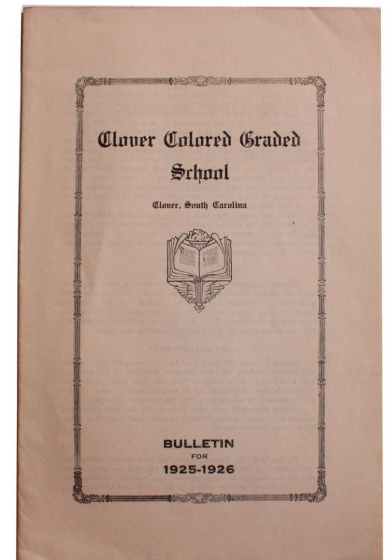 Clover Colored Graded
School
Clover, South Carolina
BULLETIN
FOR
1925-1926